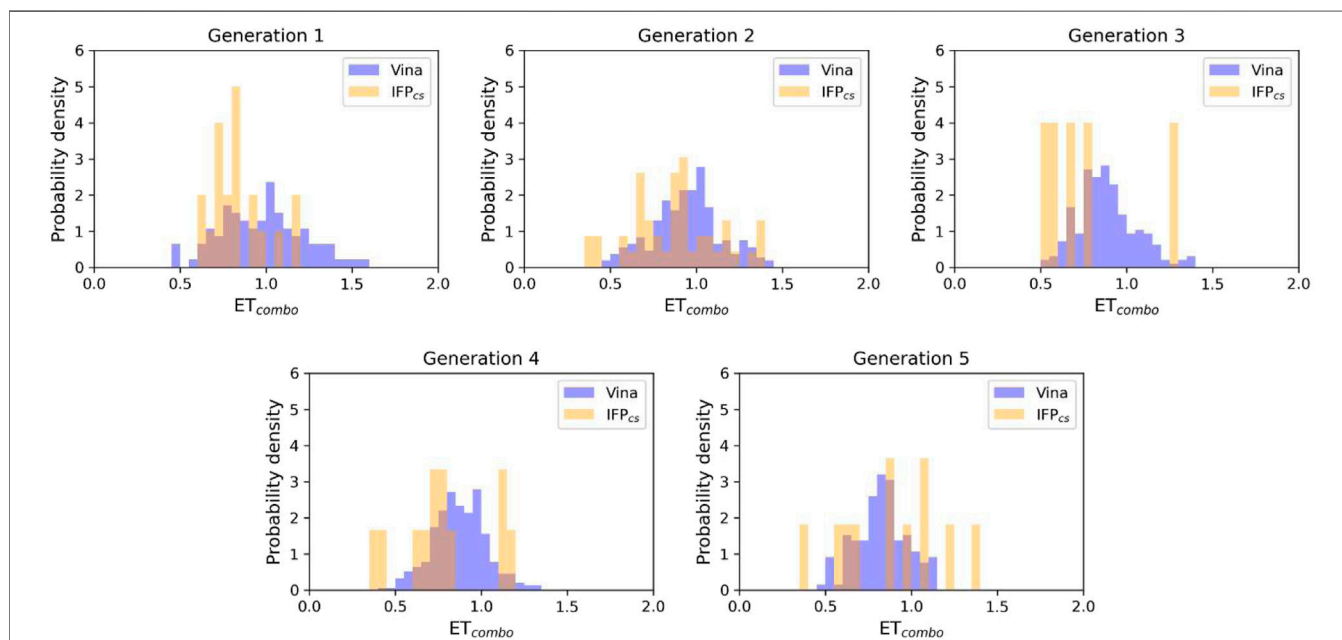 Generation 1
6
5
4
3
2
1
0
Probability density
Vina
IFPcs
0.0 0.5 1.0 1.5 2.0
ETcombo
Generation 2
6
5
4
3
2
1
0
Probability density
Vina
IFPcs
0.0 0.5 1.0 1.5 2.0
ETcombo
Generation 3
6
5
4
3
2
1
0
Probability density
Vina
IFPcs
0.0 0.5 1.0 1.5 2.0
ETcombo
Generation 4
6
5
4
3
2
1
0
Probability density
Vina
IFPcs
0.0 0.5 1.0 1.5 2.0
ETcombo
Generation 5
6
5
4
3
2
1
0
Probability density
Vina
IFPcs
0.0 0.5 1.0 1.5 2.0
ETcombo